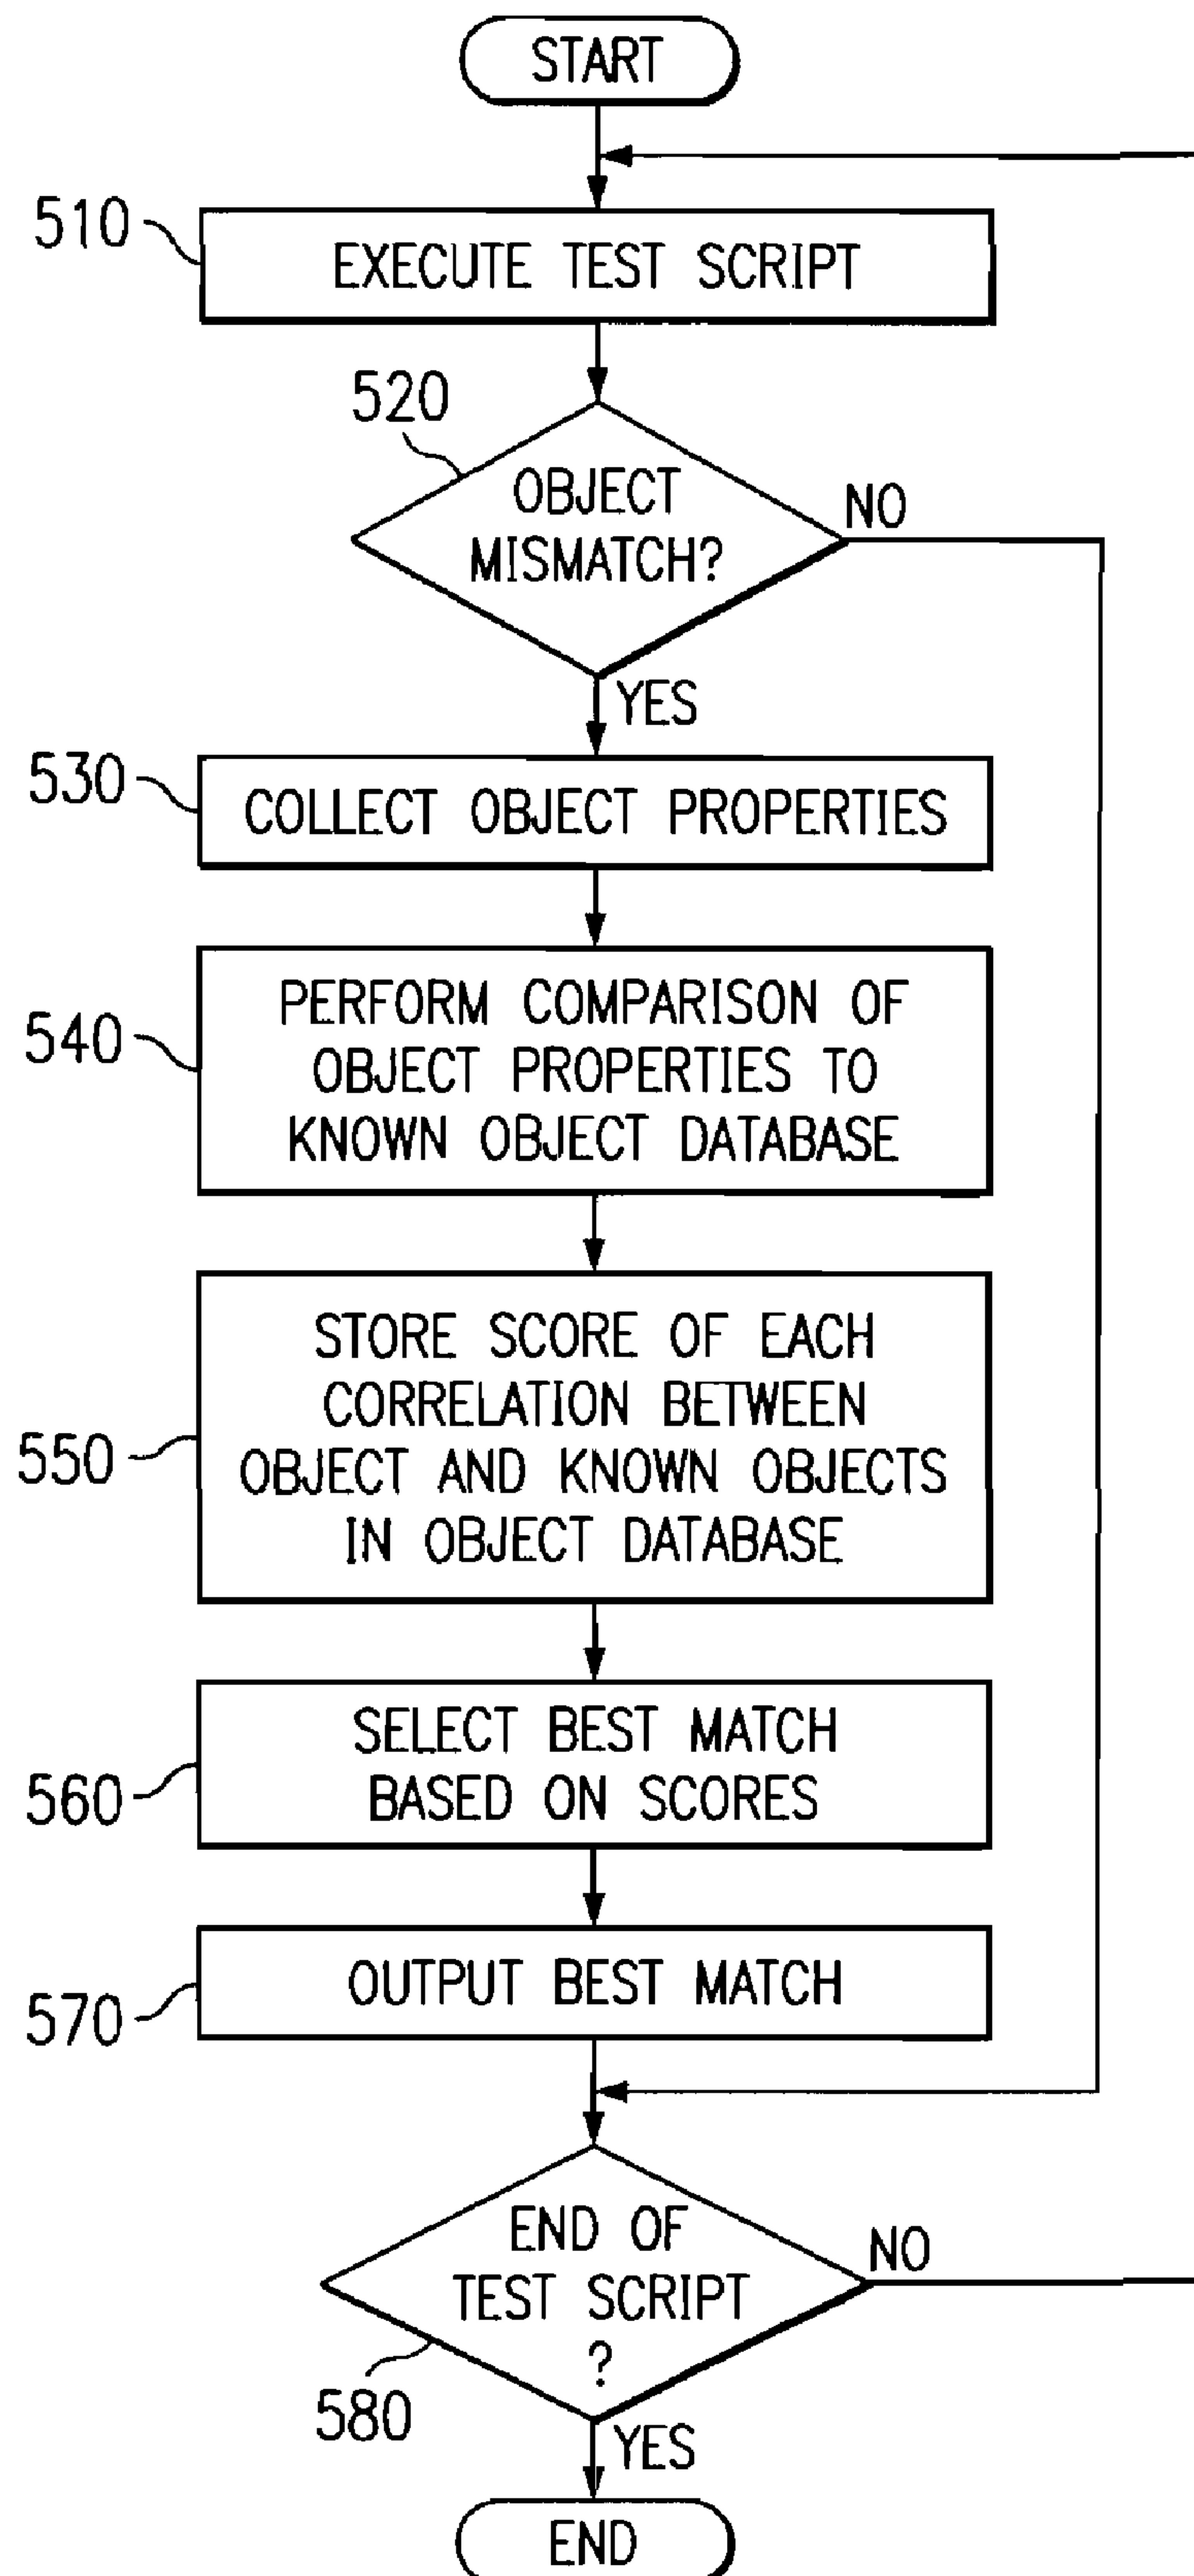 START
510
EXECUTE TEST SCRIPT
520
OBJECT
MISMATCH?
NO
YES
530
COLLECT OBJECT PROPERTIES
540
PERFORM COMPARISON OF
OBJECT PROPERTIES TO
KNOWN OBJECT DATABASE
550
STORE SCORE OF EACH
CORRELATION BETWEEN
OBJECT AND KNOWN OBJECTS
IN OBJECT DATABASE
560
SELECT BEST MATCH
BASED ON SCORES
570
OUTPUT BEST MATCH
END OF
TEST SCRIPT
?
NO
580
YES
END